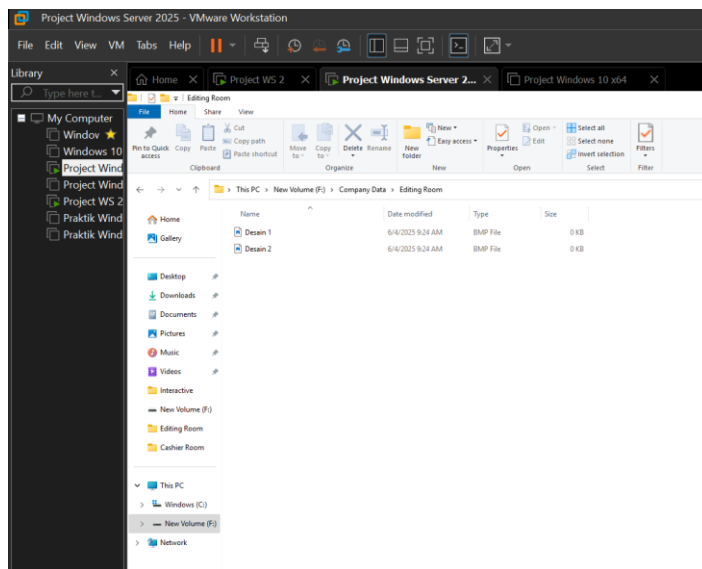 Project Windows Server 2025 - VMware Workstation
File Edit View VM Tabs Help
Library
Type here t...
My Computer
Windov
Windows 10
Project Wind
Project Wind
Project WS 2
Praktik Wind
Praktik Wind
Home Project WS 2 Project Windows Server 2... Project Windows 10 x64
Editing Room
File Home Share View
Pin to Quick access
Copy
Paste
Cut
Copy path
Paste shortcut
Clipboard
Move to
Copy to
Delete
Rename
Organize
New folder
New
Easy access
New
Properties
Open
Edit
Open
Select all
Select none
Invert selection
Select
Filters
Filter
This PC > New Volume (F:) > Company Data > Editing Room
Name Date modified Type Size
Desain 1 6/4/2025 9:24 AM BMP File 0 KB
Desain 2 6/4/2025 9:24 AM BMP File 0 KB
Home
Gallery
Desktop
Downloads
Documents
Pictures
Music
Videos
Interactive
New Volume (F:)
Editing Room
Cashier Room
This PC
Windows (C:)
New Volume (F:)
Network